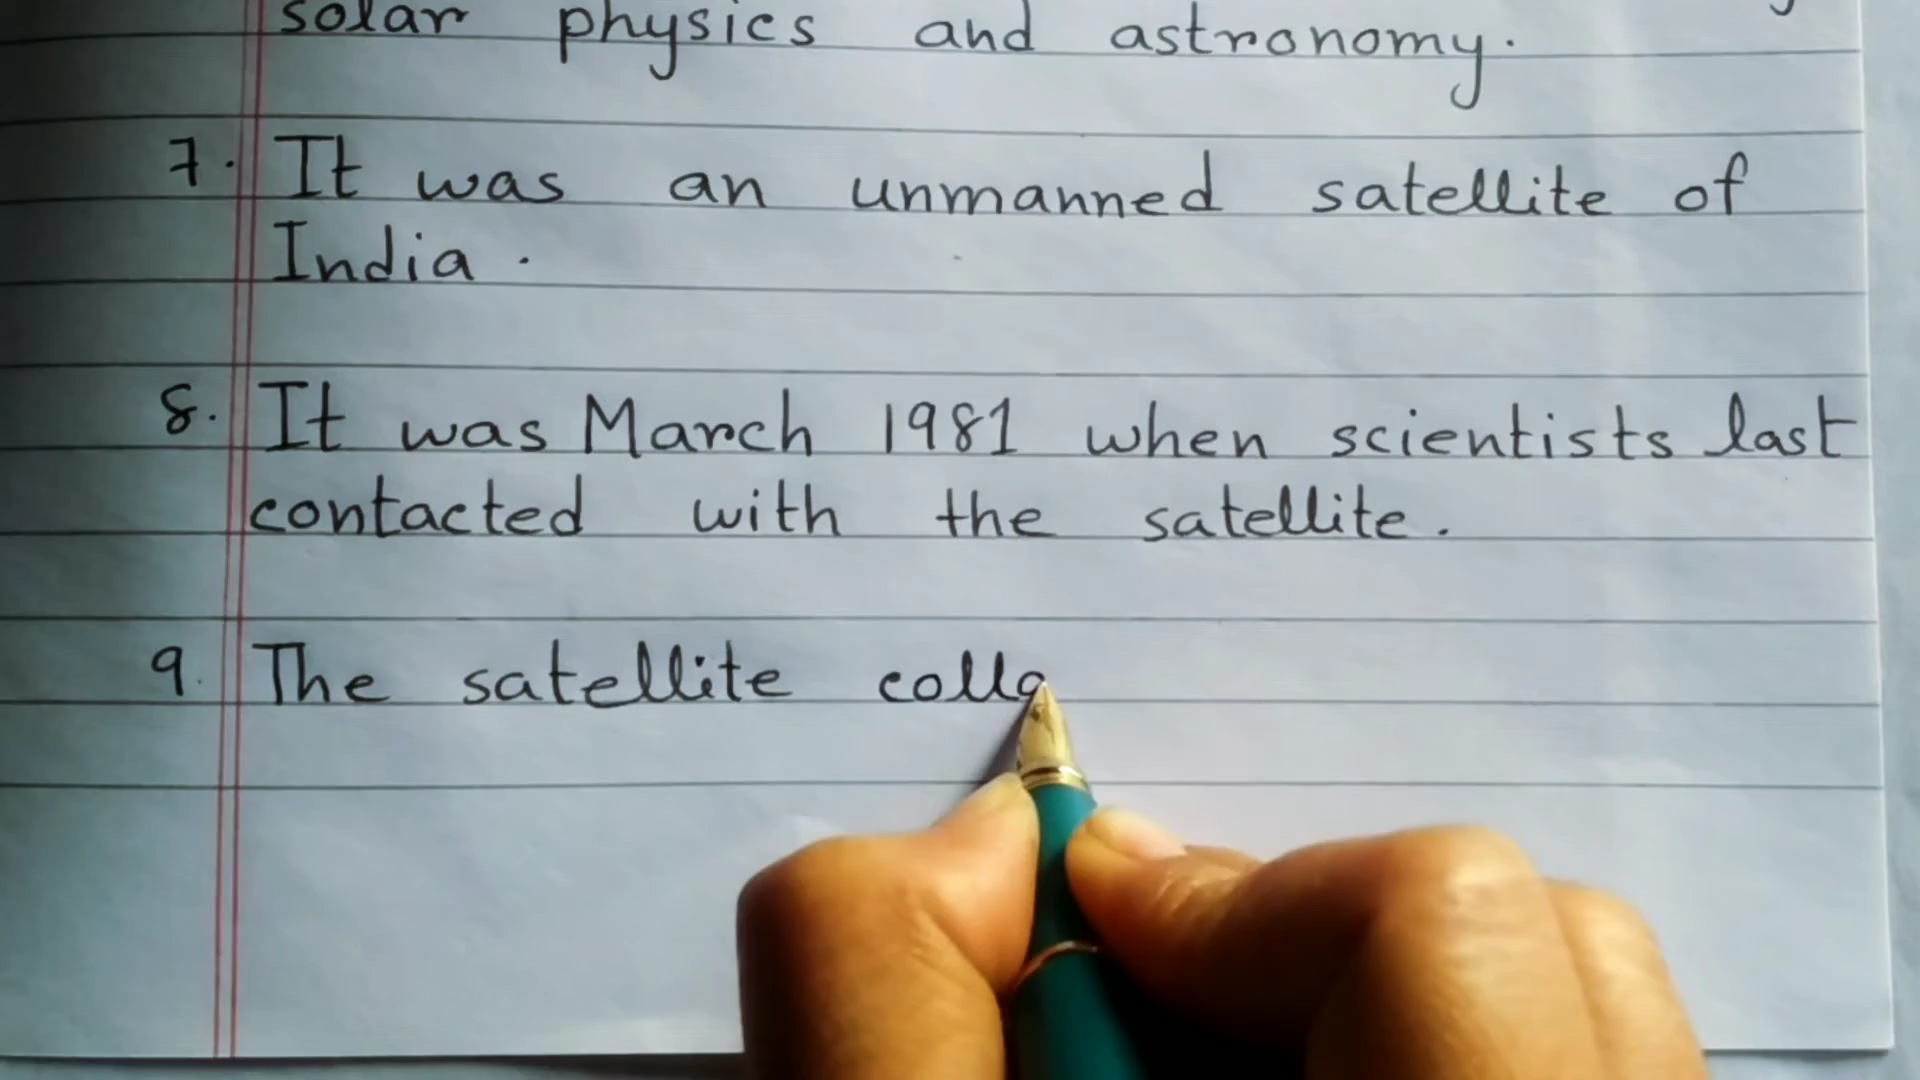 solar physics and astronomy.
7. It was an unmanned satellite of
India.
8. It was March 1981 when scientists last
contacted with the satellite.
9. The satellite colla